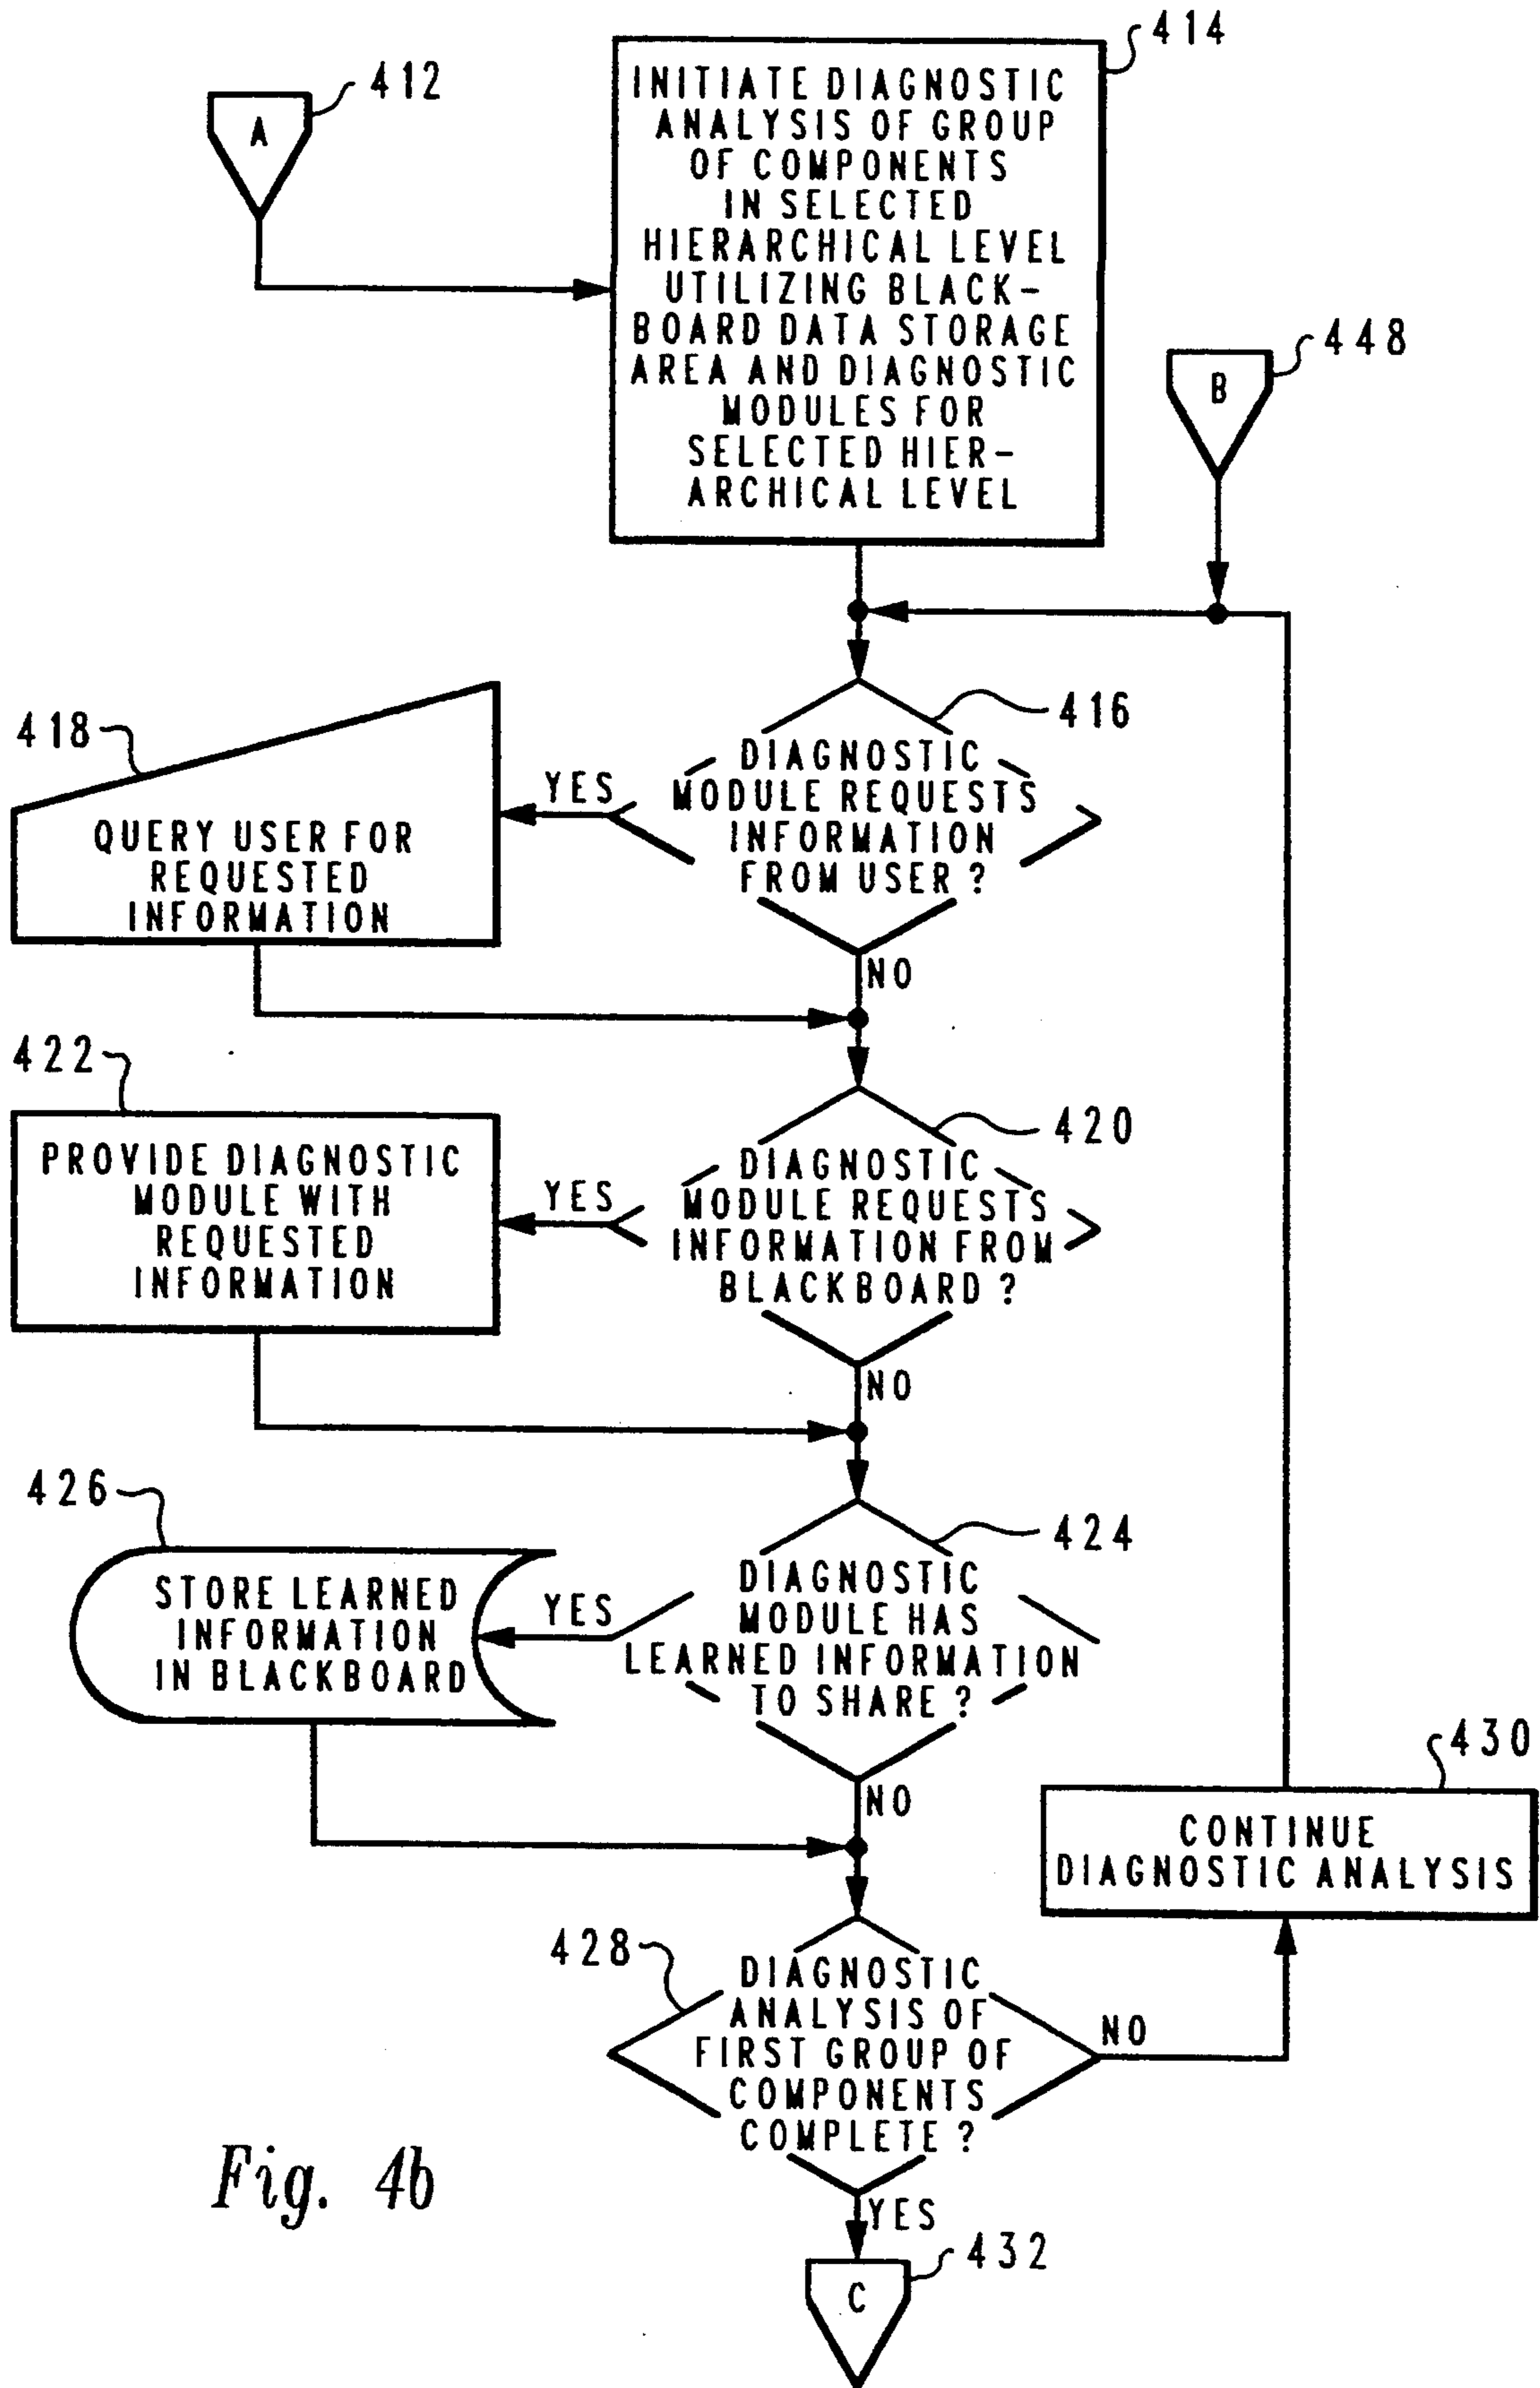 414
412
A
INITIATE DIAGNOSTIC
ANALYSIS OF GROUP
OF COMPONENTS
IN SELECTED
HIERARCHICAL LEVEL
UTILIZING BLACK-
BOARD DATA STORAGE
AREA AND DIAGNOSTIC
MODULES FOR
SELECTED HIER-
ARCHICAL LEVEL
448
B
416
DIAGNOSTIC
MODULE REQUESTS
INFORMATION
FROM USER ?
YES
NO
418
QUERY USER FOR
REQUESTED
INFORMATION
420
DIAGNOSTIC
MODULE REQUESTS
INFORMATION FROM
BLACKBOARD ?
YES
NO
422
PROVIDE DIAGNOSTIC
MODULE WITH
REQUESTED
INFORMATION
424
DIAGNOSTIC
MODULE HAS
LEARNED INFORMATION
TO SHARE ?
YES
NO
426
STORE LEARNED
INFORMATION
IN BLACKBOARD
430
CONTINUE
DIAGNOSTIC ANALYSIS
428
DIAGNOSTIC
ANALYSIS OF
FIRST GROUP OF
COMPONENTS
COMPLETE ?
NO
YES
432
C
Fig. 4b